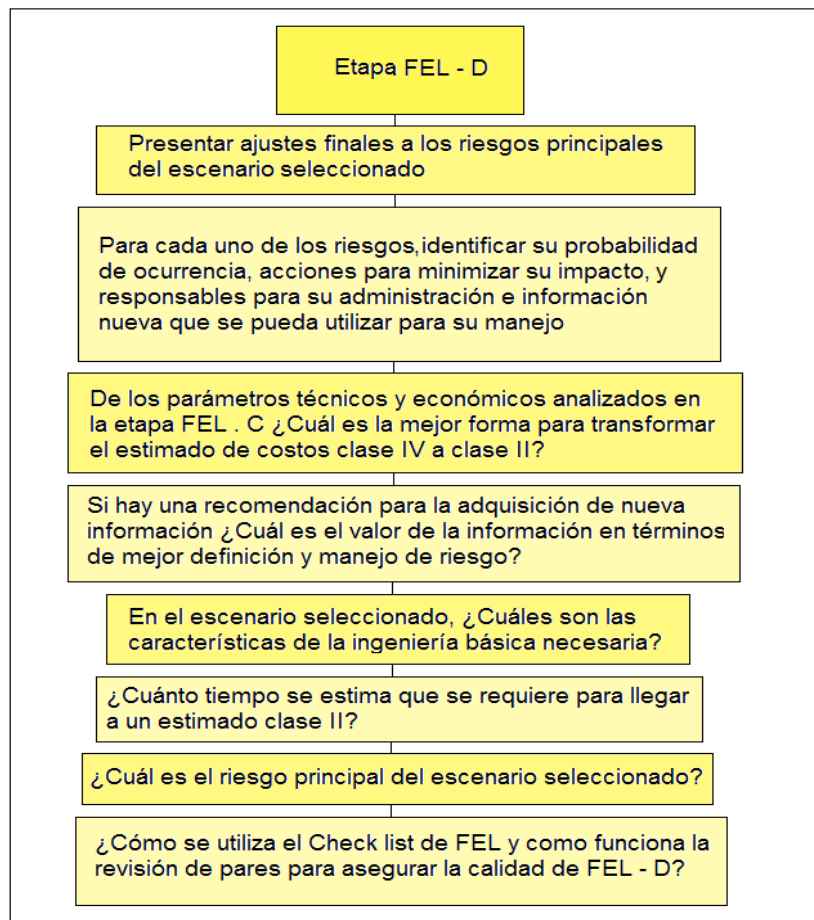 Etapa FEL - D
Presentar ajustes finales a los riesgos principales
del escenario seleccionado
Para cada uno de los riesgos,identificar su probabilidad
de ocurrencia, acciones para minimizar su impacto, y
responsables para su administración e información
nueva que se pueda utilizar para su manejo
De los parámetros técnicos y económicos analizados en
la etapa FEL . C ¿Cuál es la mejor forma para transformar
el estimado de costos clase IV a clase II?
Si hay una recomendación para la adquisición de nueva
información ¿Cuál es el valor de la información en términos
de mejor definición y manejo de riesgo?
En el escenario seleccionado, ¿Cuáles son las
características de la ingeniería básica necesaria?
¿Cuánto tiempo se estima que se requiere para llegar
a un estimado clase II?
¿Cuál es el riesgo principal del escenario seleccionado?
¿Cómo se utiliza el Check list de FEL y como funciona la
revisión de pares para asegurar la calidad de FEL - D?